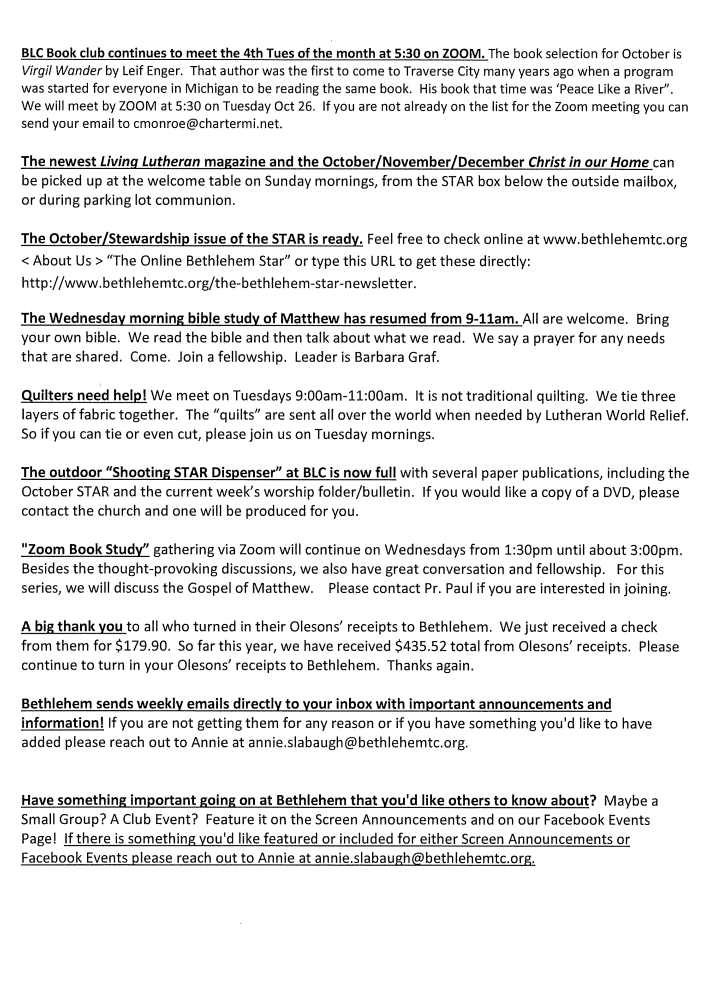 BLC Book club continues to meet the 4th Tues of the month at 5:30 on ZOOM. The book selection for October is
Virgil Wander by Leif Enger. That author was the first to come to Traverse City many years ago when a program
was started for everyone in Michigan to be reading the same book. His book that time was ‘Peace Like a River”.
We will meet by ZOOM at 5:30 on Tuesday Oct 26. If you are not already on the list for the Zoom meeting you can
send your email to cmonroe@chartermi.net.
The newest Living Lutheran magazine and the October/November/December Christ in our Home can
be picked up at the welcome table on Sunday mornings, from the STAR box below the outside mailbox,
or during parking lot communion.
The October/Stewardship issue of the STAR is ready. Feel free to check online at www.bethlehemtc.org
< About Us > “The Online Bethlehem Star” or type this URL to get these directly:
http://www.bethlehemtc.org/the-bethlehem-star-newsletter.
The Wednesday morning bible study of Matthew has resumed from 9-11am. All are welcome. Bring
your own bible. We read the bible and then talk about what we read. We say a prayer for any needs
that are shared. Come. Join a fellowship. Leader is Barbara Graf.
Quilters need help! We meet on Tuesdays 9:00am-11:00am. It is not traditional quilting. We tie three
layers of fabric together. The “quilts” are sent all over the world when needed by Lutheran World Relief.
So if you can tie or even cut, please join us on Tuesday mornings.
The outdoor “Shooting STAR Dispenser” at BLC is now full with several paper publications, including the
October STAR and the current week’s worship folder/bulletin. If you would like a copy of a DVD, please
contact the church and one will be produced for you.
"Zoom Book Study” gathering via Zoom will continue on Wednesdays from 1:30pm until about 3:00pm.
Besides the thought-provoking discussions, we also have great conversation and fellowship. For this
series, we will discuss the Gospel of Matthew. Please contact Pr. Paul if you are interested in joining.
A big thank you to all who turned in their Olesons’ receipts to Bethlehem. We just received a check
from them for $179.90. So far this year, we have received $435.52 total from Olesons’ receipts. Please
continue to turn in your Olesons’ receipts to Bethlehem. Thanks again.
Bethlehem sends weekly emails directly to your inbox with important announcements and
information! If you are not getting them for any reason or if you have something you'd like to have
added please reach out to Annie at annie.slabaugh@bethlehemtc.org.
Have something important going on at Bethlehem that you'd like others to know about? Maybe a
Small Group? A Club Event? Feature it on the Screen Announcements and on our Facebook Events
Page! If there is something you'd like featured or included for either Screen Announcements or
Facebook Events please reach out to Annie at annie.slabaugh@bethlehemtc.org.